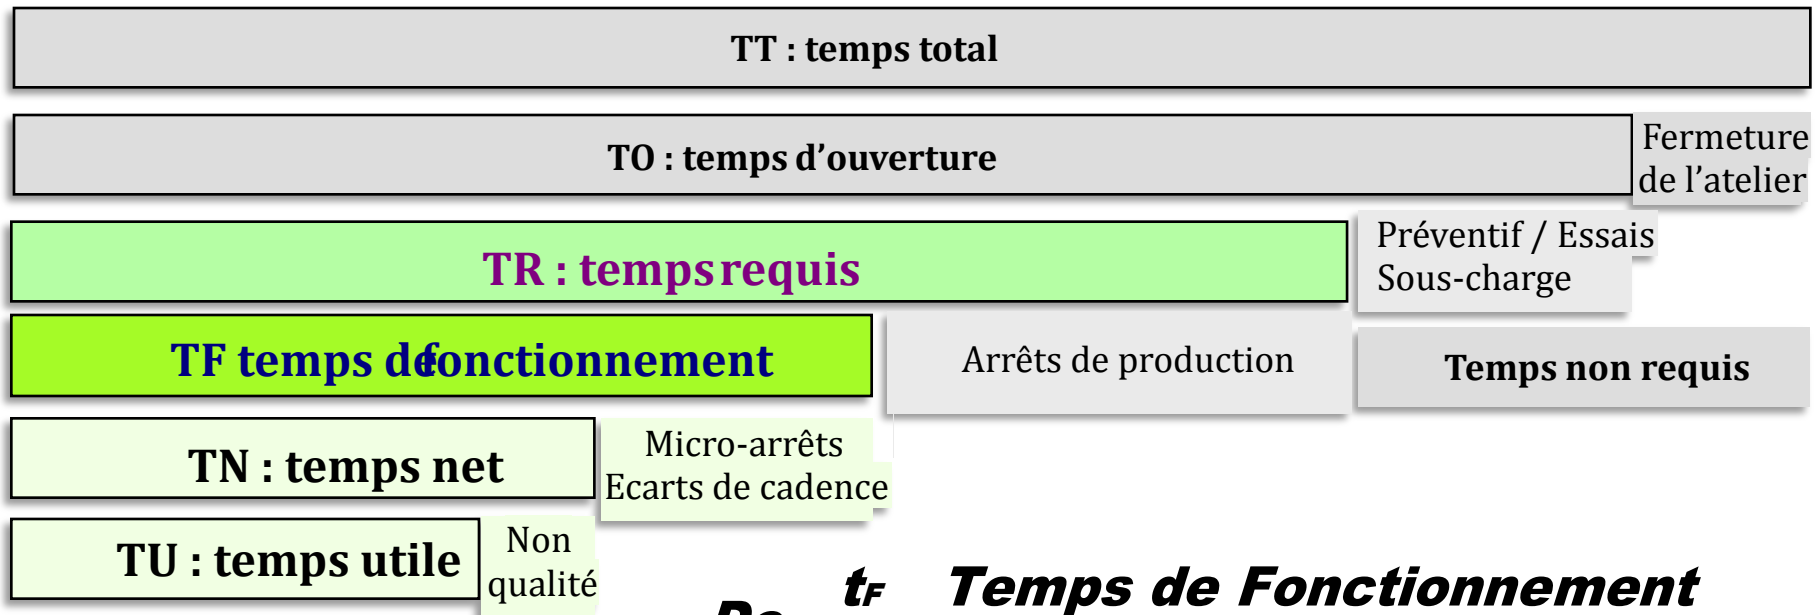 TT : temps total
TO : temps d’ouverture
Fermeture
de l’atelier
TR : temps requis
Préventif / Essais
Sous-charge
TF temps de fonctionnement
Arrêts de production
Temps non requis
TN : temps net
Micro-arrêts
Ecarts de cadence
TU : temps utile
Non
qualité
tF Temps de Fonctionnement